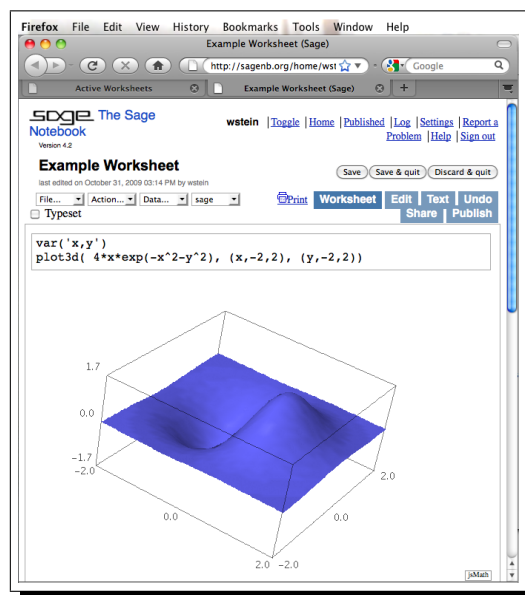 Firefox File Edit View History Bookmarks Tools Window Help
Example Worksheet (Sage)
http://sagenb.org/home/wst Google
Active Worksheets Example Worksheet (Sage)
sage The Sage Notebook
Version 4.2
wstein | Toggle | Home | Published | Log | Settings | Report a Problem | Help | Sign out
Example Worksheet
last edited on October 31, 2009 03:14 PM by wstein
Save Save & quit Discard & quit
File... Action... Data... sage Print Worksheet Edit Text Undo
Typeset Share Publish
var('x,y')
plot3d( 4*x*exp(-x^2-y^2), (x,-2,2), (y,-2,2))
1.7
0.0
-1.7
-2.0
2.0
0.0
0.0
2.0 -2.0
jsMath